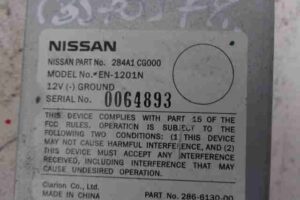 NISSAN
NISSAN PART No. 284A1 CG000
MODEL No. EN-1201N
12V (-) GROUND
SERIAL No. 0064893
THIS DEVICE COMPLIES WITH PART 15 OF THE
FCC RULES. OPERATION IS SUBJECT TO THE
FOLLOWING TWO CONDITIONS: (1) THIS DEVICE
MAY NOT CAUSE HARMFUL INTERFERENCE, AND (2)
THIS DEVICE MUST ACCEPT ANY INTERFERENCE
RECEIVED, INCLUDING INTERFERENCE THAT MAY
CAUSE UNDESIRED OPERATION.
Clarion Co., Ltd.
MADE IN CHINA 286-6130-00